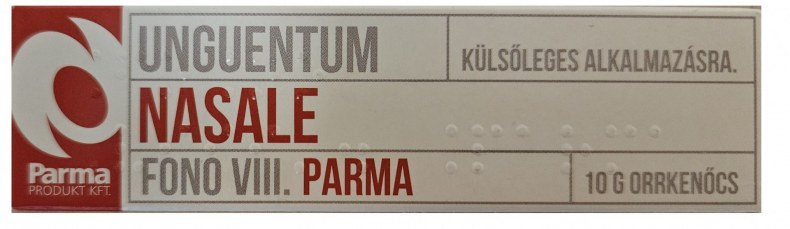 UNGUENTUM
KÜLSŐLEGES ALKALMAZÁSRA.
NASALE
Parma
PRODUKT KFT.
FONO VIII. PARMA
10 G ORRKENŐCS